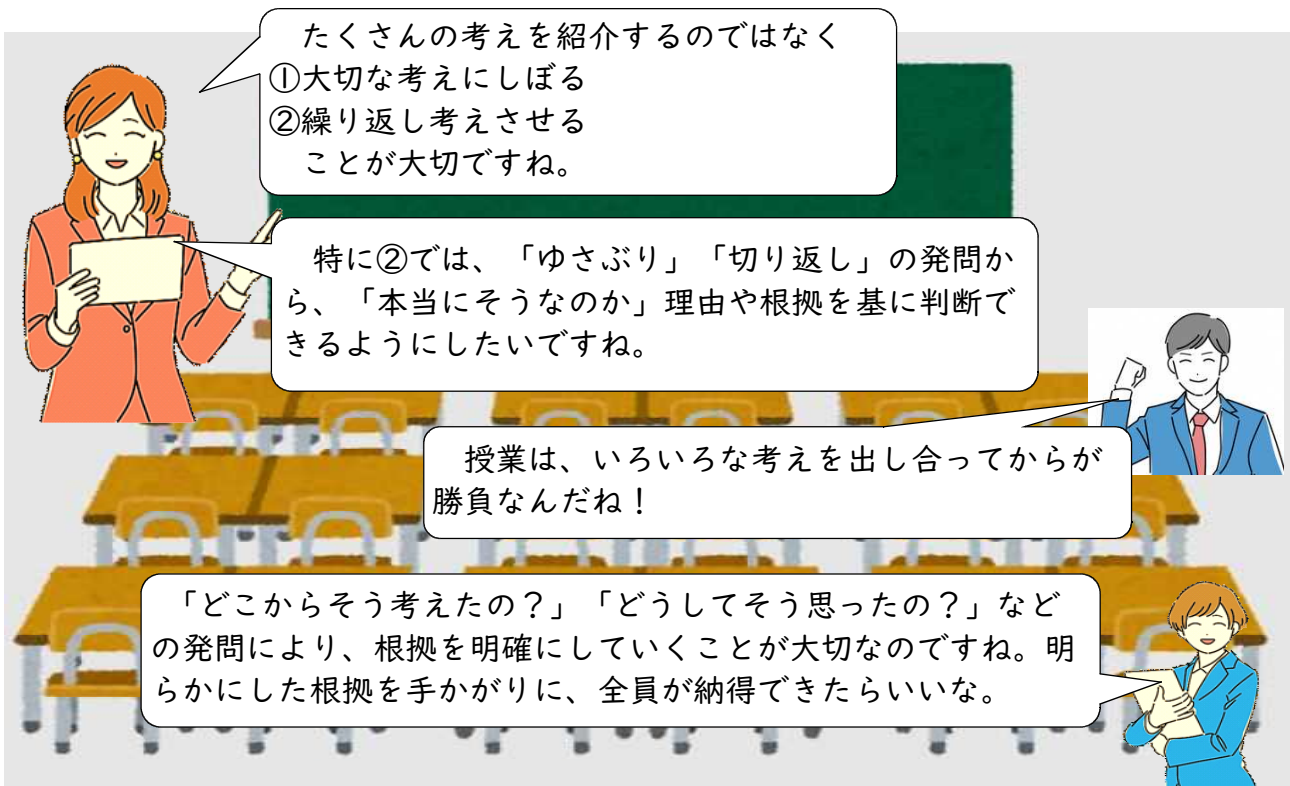 たくさんの考えを紹介するのではなく
①大切な考えにしぼる
②繰り返し考えさせる
ことが大切ですね。
特に②では、「ゆさぶり」「切り返し」の発問か
ら、「本当にそうなのか」理由や根拠を基に判断で
きるようにしたいですね。
授業は、いろいろな考えを出し合ってからが
勝負なんだね！
「どこからそう考えたの？」「どうしてそう思ったの？」など
の発問により、根拠を明確にしていくことが大切なのですね。明
らかにした根拠を手かがりに、全員が納得できたらいいな。